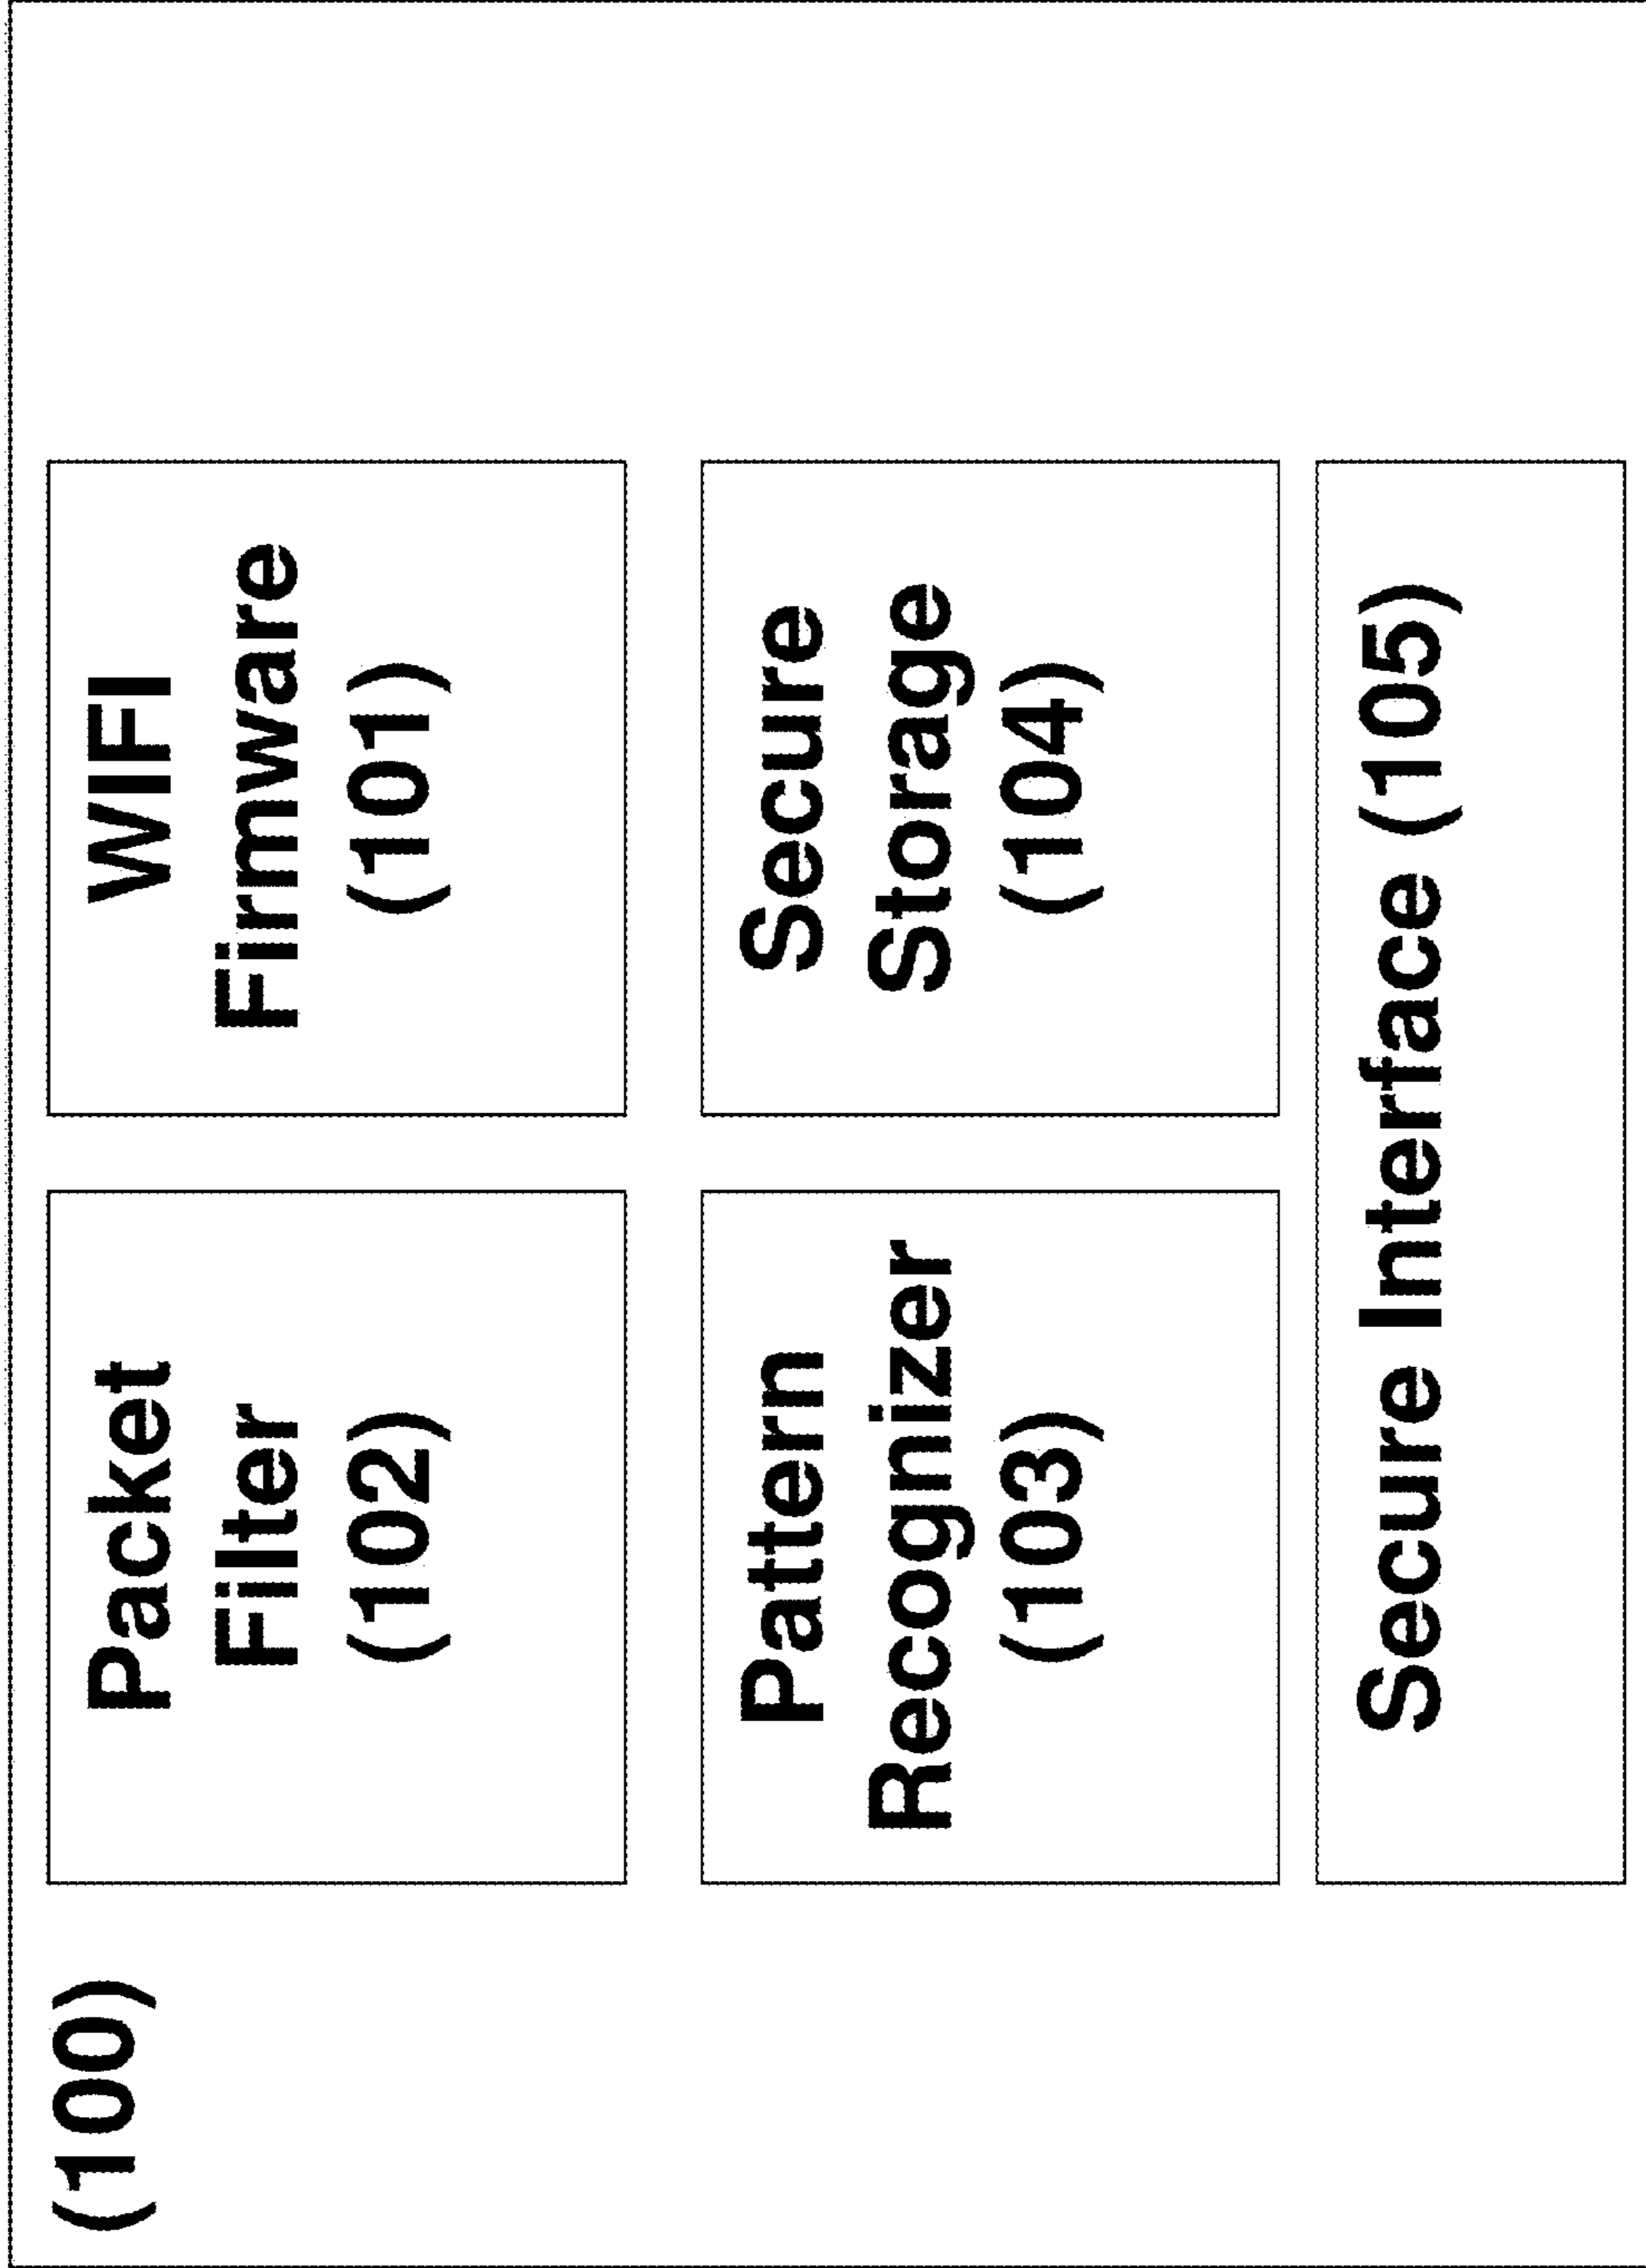 (100)
Packet
Filter
(102)
WIFI
Firmware
(101)
Pattern
Recognizer
(103)
Secure
Storage
(104)
Secure Interface (105)